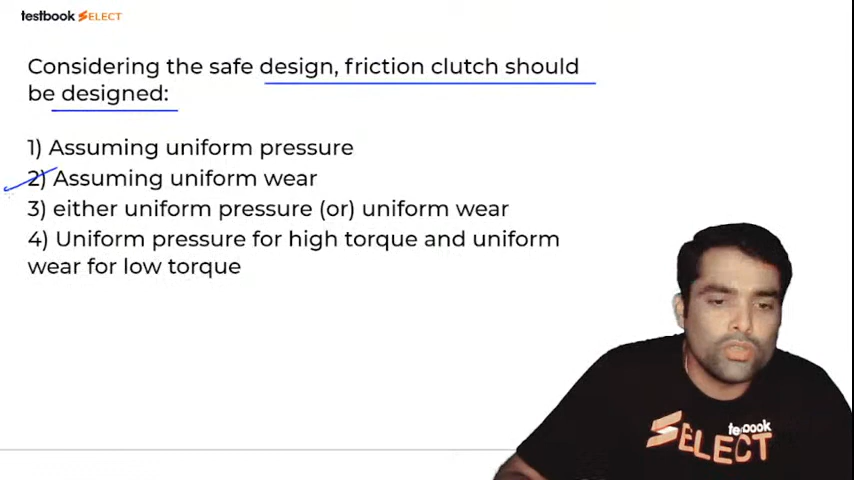 testbook SELECT
Considering the safe design, friction clutch should
be designed:
1) Assuming uniform pressure
2) Assuming uniform wear
3) either uniform pressure (or) uniform wear
4) Uniform pressure for high torque and uniform
wear for low torque
testbook
SELECT